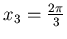 $x_3 = \frac{2\pi}{3}$